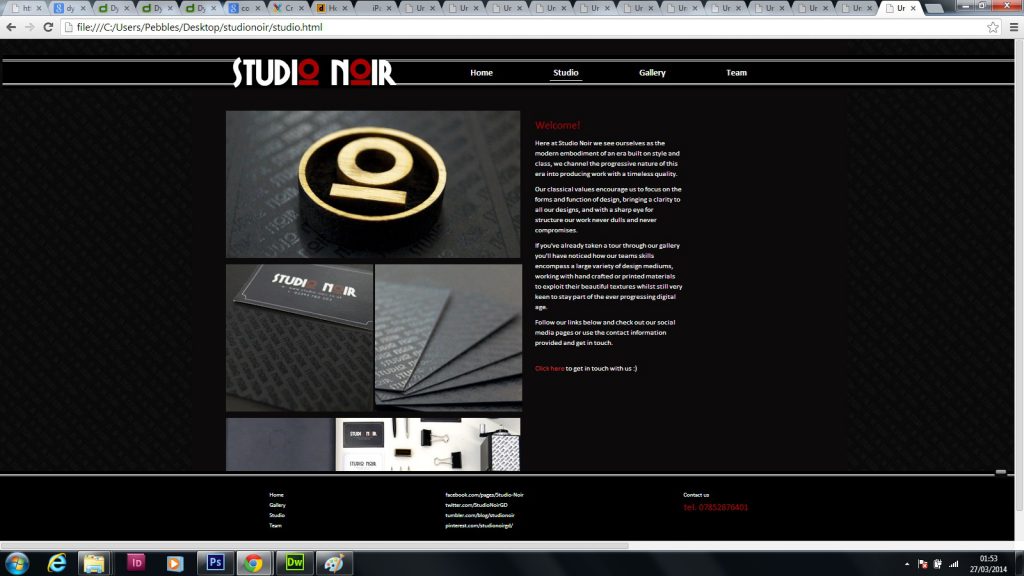 ht
dy
Dy
Dy
co
Cr
Ho
iPa
Ur
Ur
Ur
Ur
Ur
Ur
Ur
Ur
Ur
Ur
Ur
Ur
file:///C:/Users/Pebbles/Desktop/studionoir/studio.html
STUDIO NOIR
Home Studio Gallery Team
Welcome!
Here at Studio Noir we see ourselves as the
modern embodiment of an era built on style and
class, we channel the progressive nature of this
era into producing work with a timeless quality.
Our classical values encourage us to focus on the
forms and function of design, bringing a clarity to
all our designs, and with a sharp eye for
structure our work never dulls and never
compromises.
If you've already taken a tour through our gallery
you'll have noticed how our teams skills
encompass a large variety of design mediums,
working with hand crafted or printed materials
to exploit their beautiful textures whilst still very
keen to stay part of the ever progressing digital
age.
Follow our links below and check out our social
media pages or use the contact information
provided and get in touch.
Click here to get in touch with us :)
STUDIO NOIR
STUDIO NOIR
STUDIO NOIR
Home
Gallery
Studio
Team
facebook.com/pages/Studio-Noir
twitter.com/StudioNoirGD
tumbler.com/blog/studionoir
pinterest.com/studionoirgd/
Contact us
tel: 07852876401
Id
Ps
Dw
01:53
27/03/2014